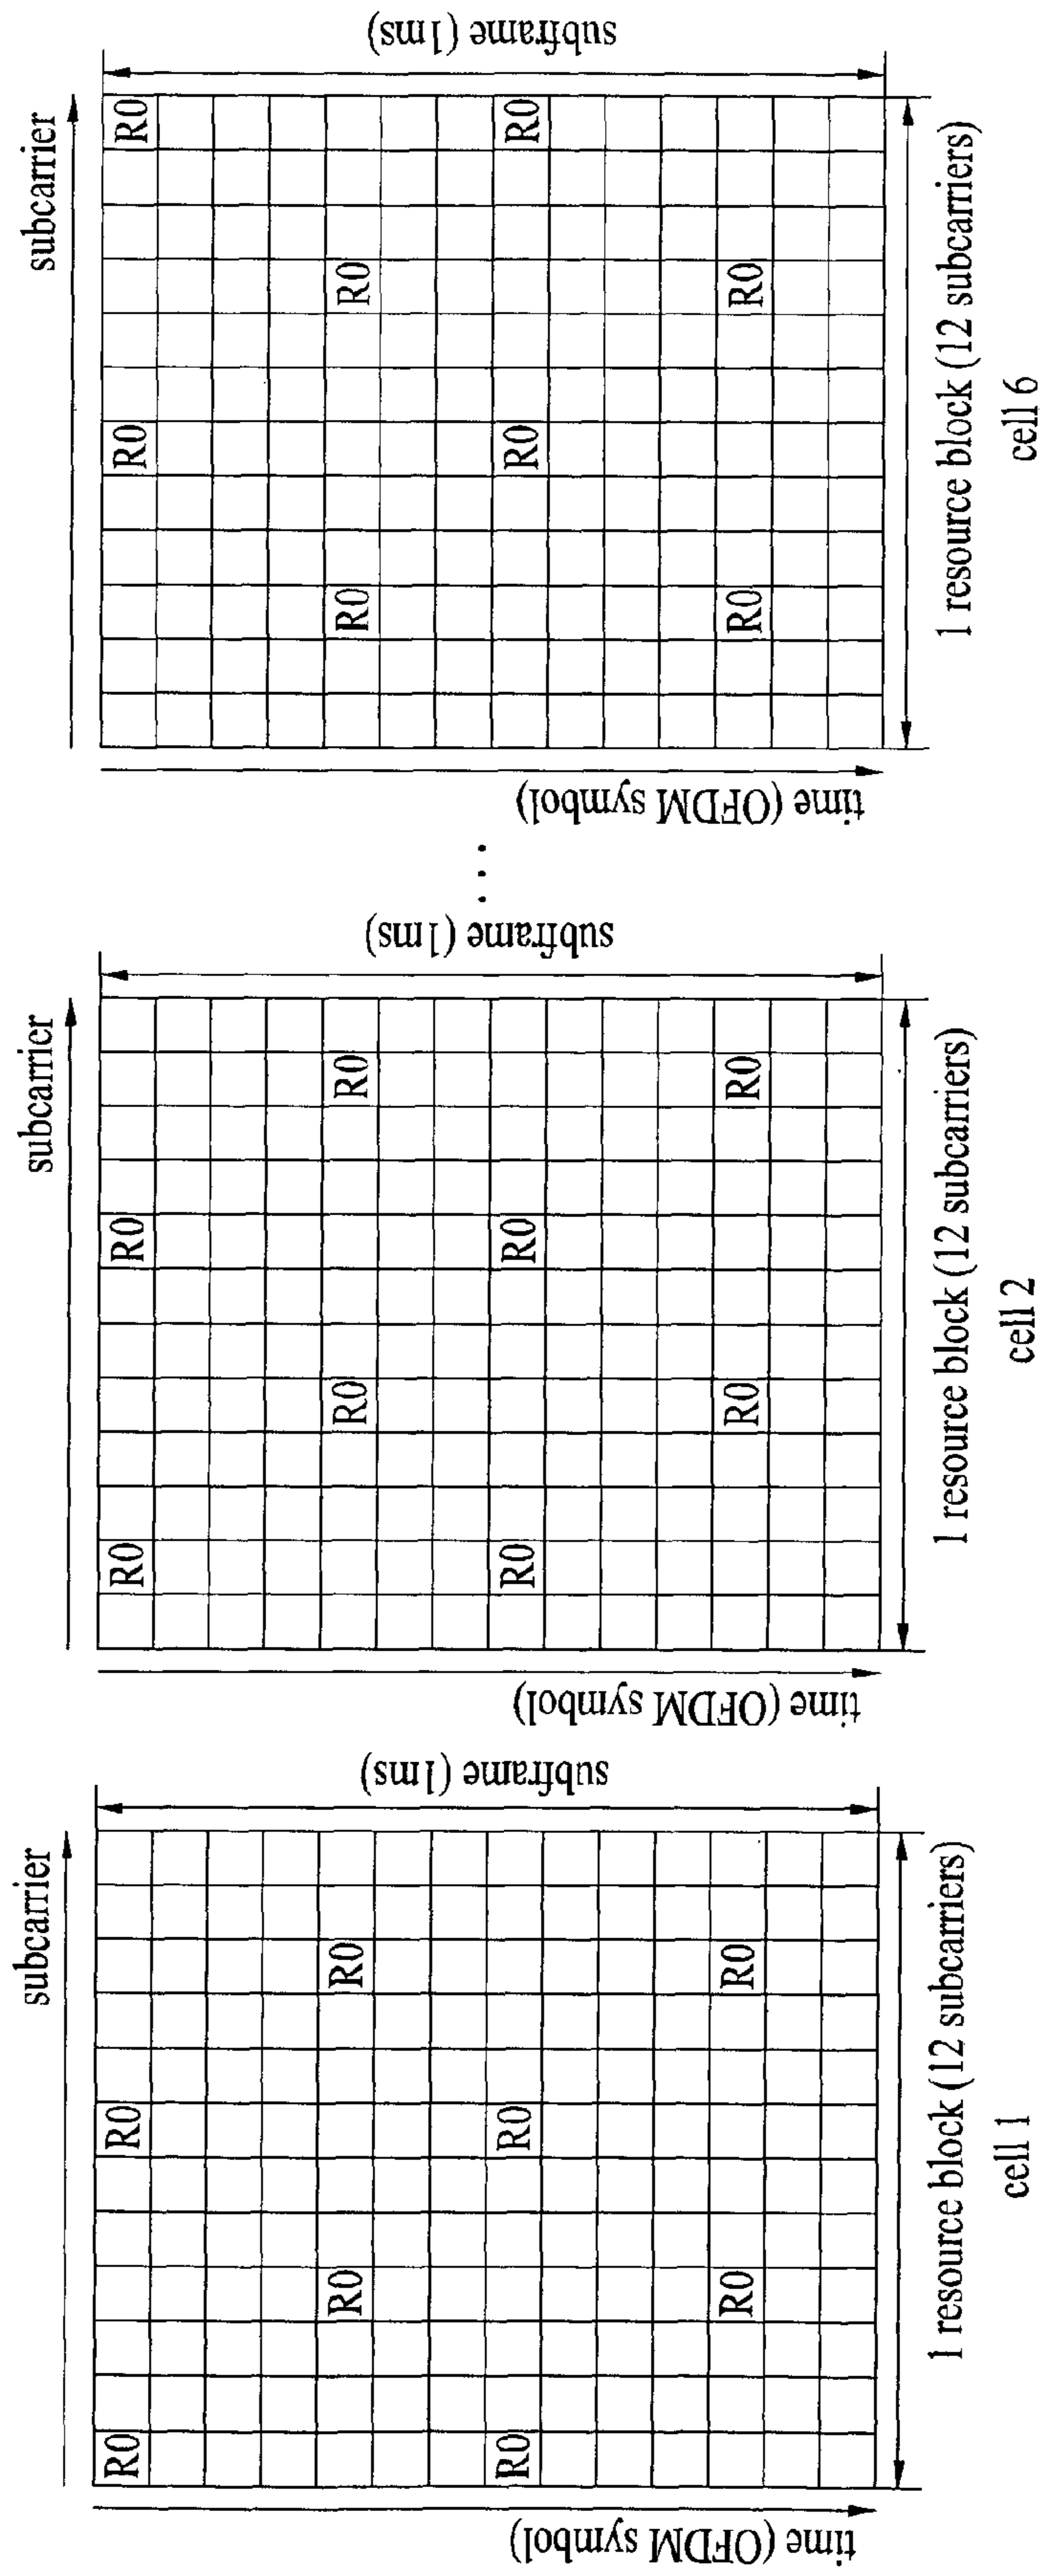 subcarrier
time (OFDM symbol)
R0 R0
R0 R0
R0 R0
R0 R0
subframe (1ms)
1 resource block (12 subcarriers)
cell 1
subcarrier
time (OFDM symbol)
R0 R0
R0 R0
R0 R0
R0 R0
subframe (1ms)
1 resource block (12 subcarriers)
cell 2
...
subcarrier
time (OFDM symbol)
R0 R0
R0 R0
R0 R0
R0 R0
subframe (1ms)
1 resource block (12 subcarriers)
cell 6